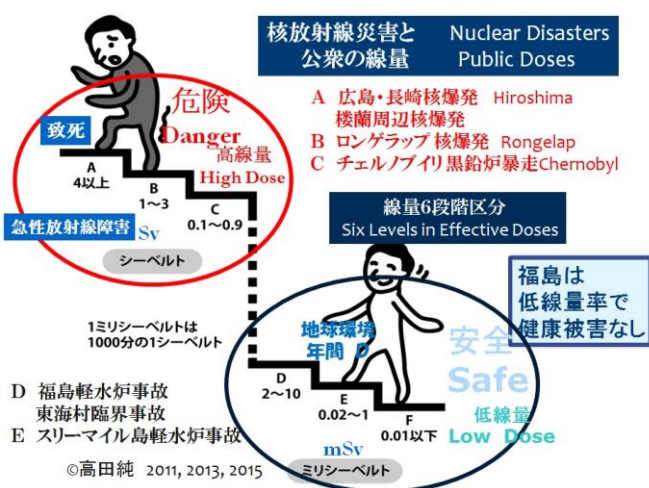 核放射線災害と Nuclear Disasters
公衆の線量 Public Doses
A 広島・長崎核爆発 Hiroshima
楼蘭周辺核爆発
B ロンゲラップ核爆発 Rongelap
C チェルノブイリ黒鉛炉暴走Chernobyl
危険
Danger
高線量
High Dose
致死
A
4以上
B
1～3
C
0.1～0.9
急性放射線障害
Sv
シーベルト
線量6段階区分
Six Levels in Effective Doses
福島は
低線量率で
健康被害なし
1ミリシーベルトは
1000分の1シーベルト
地球環境
年間 D
安全
Safe
低線量
Low Dose
D
2～10
E
0.02～1
F
0.01以下
mSv
ミリシーベルト
D 福島軽水炉事故
東海村臨界事故
E スリーマイル島軽水炉事故
©高田純 2011, 2013, 2015